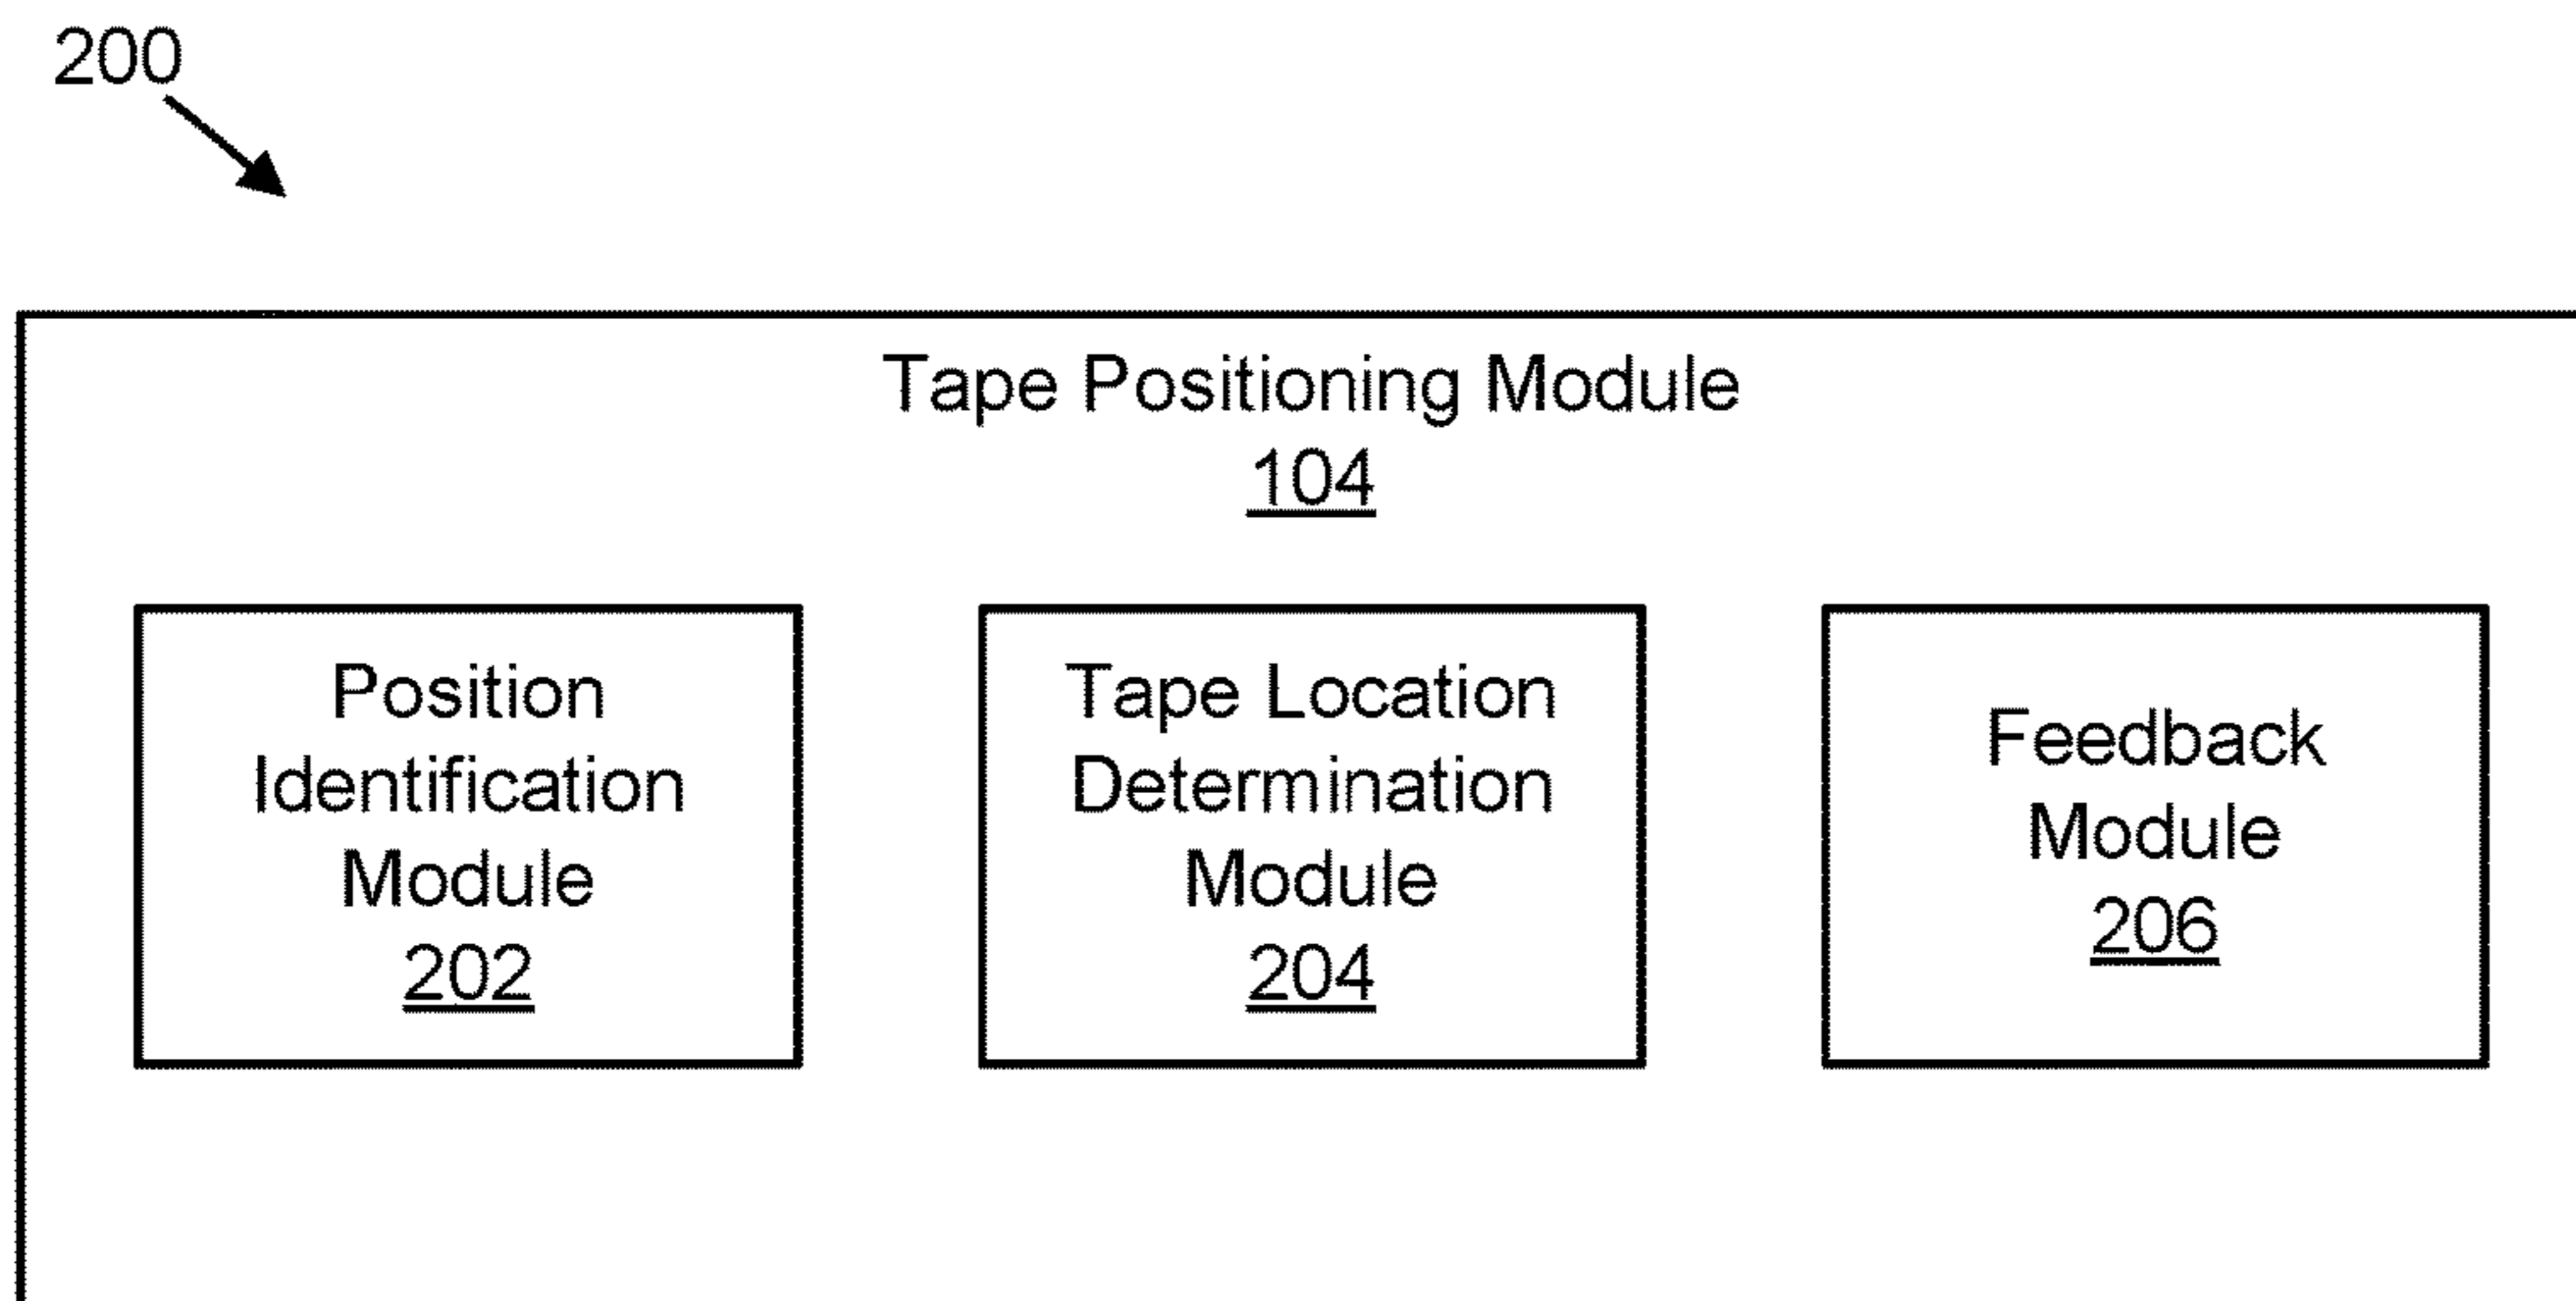 200
Tape Positioning Module
104
Position
Identification
Module
202
Tape Location
Determination
Module
204
Feedback
Module
206